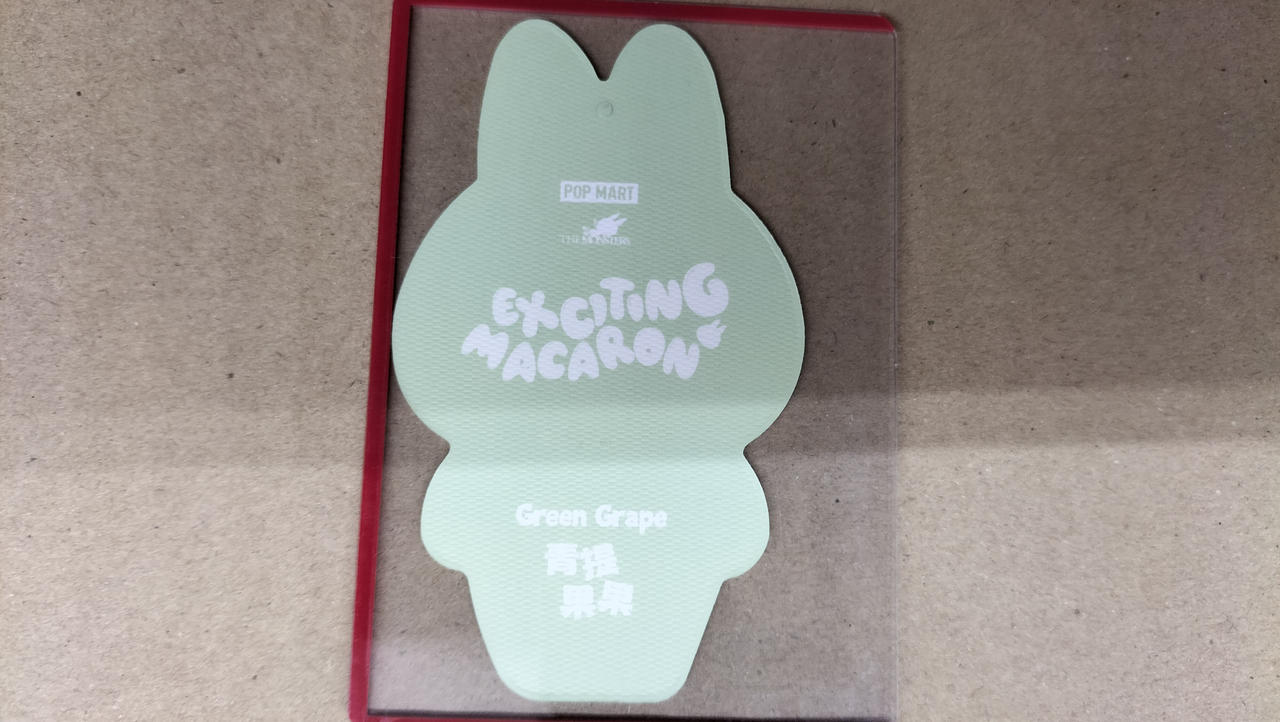 POP MART
THE MONSTERS
EXCITING
MACARON
Green Grape
青提
果果